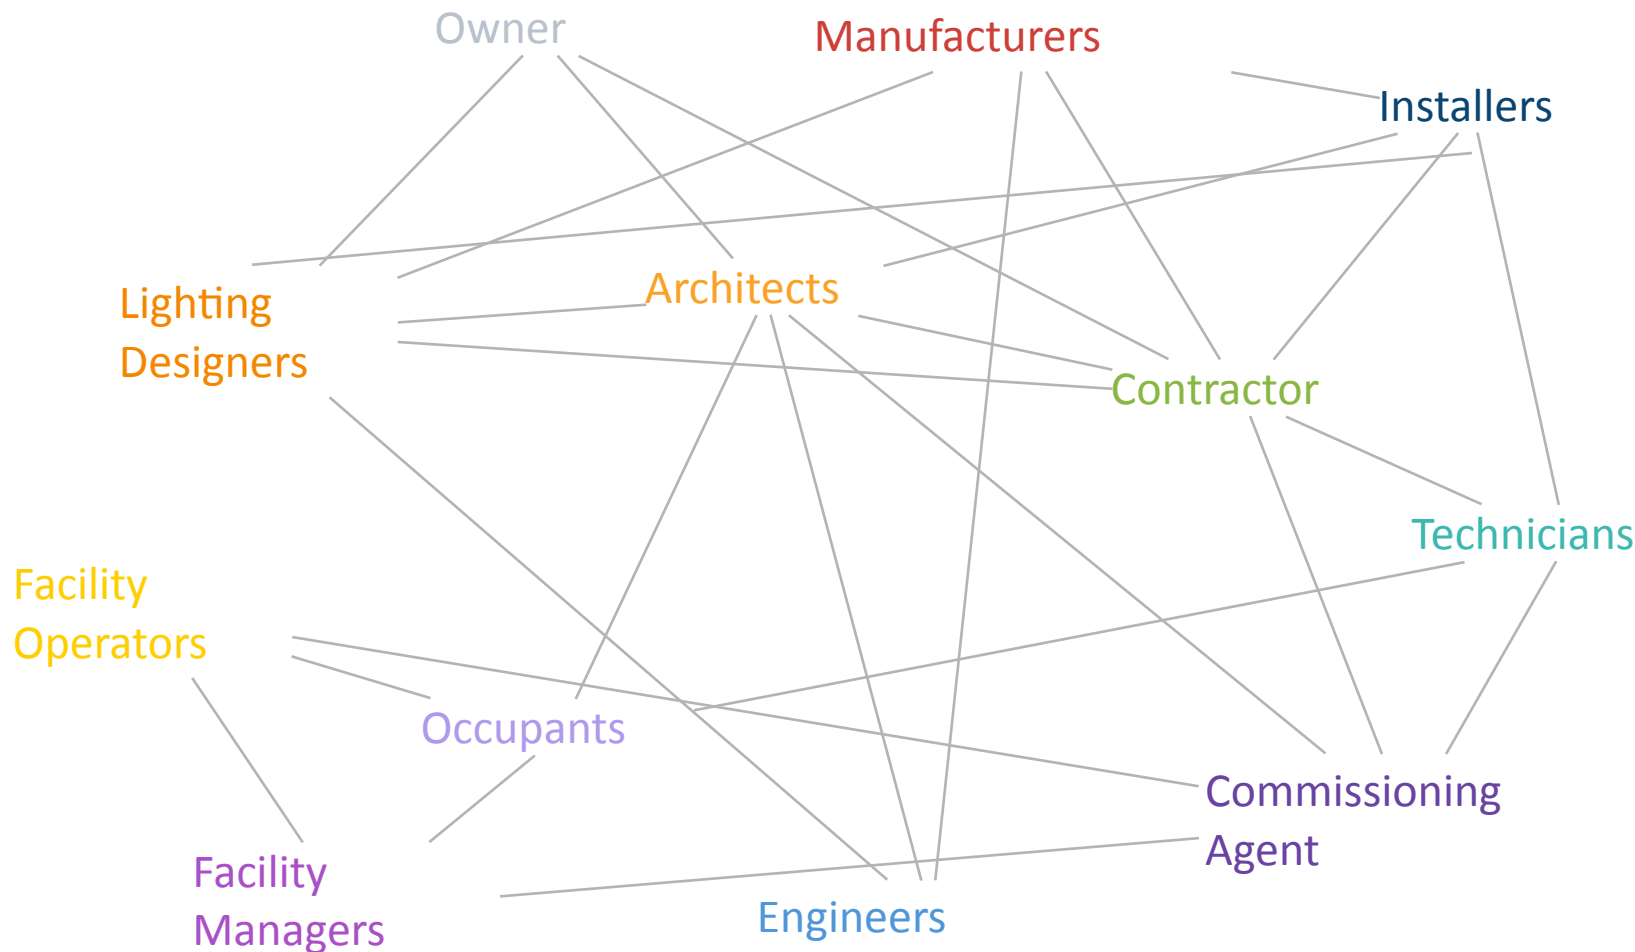 Owner
Manufacturers
Installers
Lighting
Designers
Architects
Contractor
Technicians
Facility
Operators
Occupants
Commissioning
Agent
Facility
Managers
Engineers